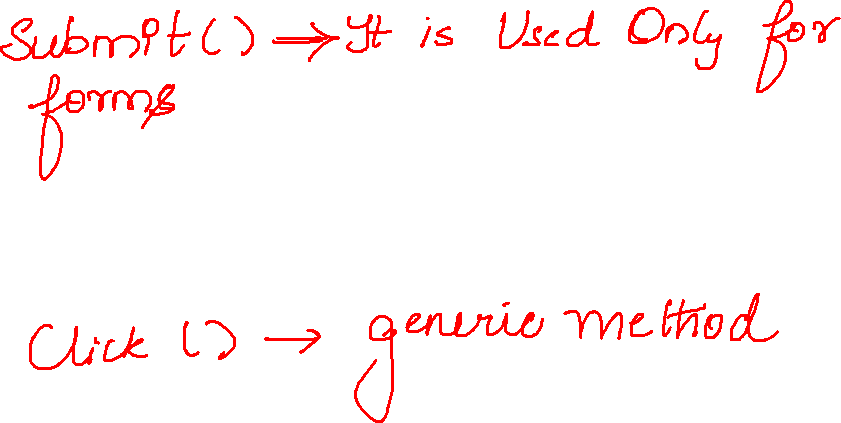 Submit() ⇒ It is Used Only for
forms
Click () → generic method